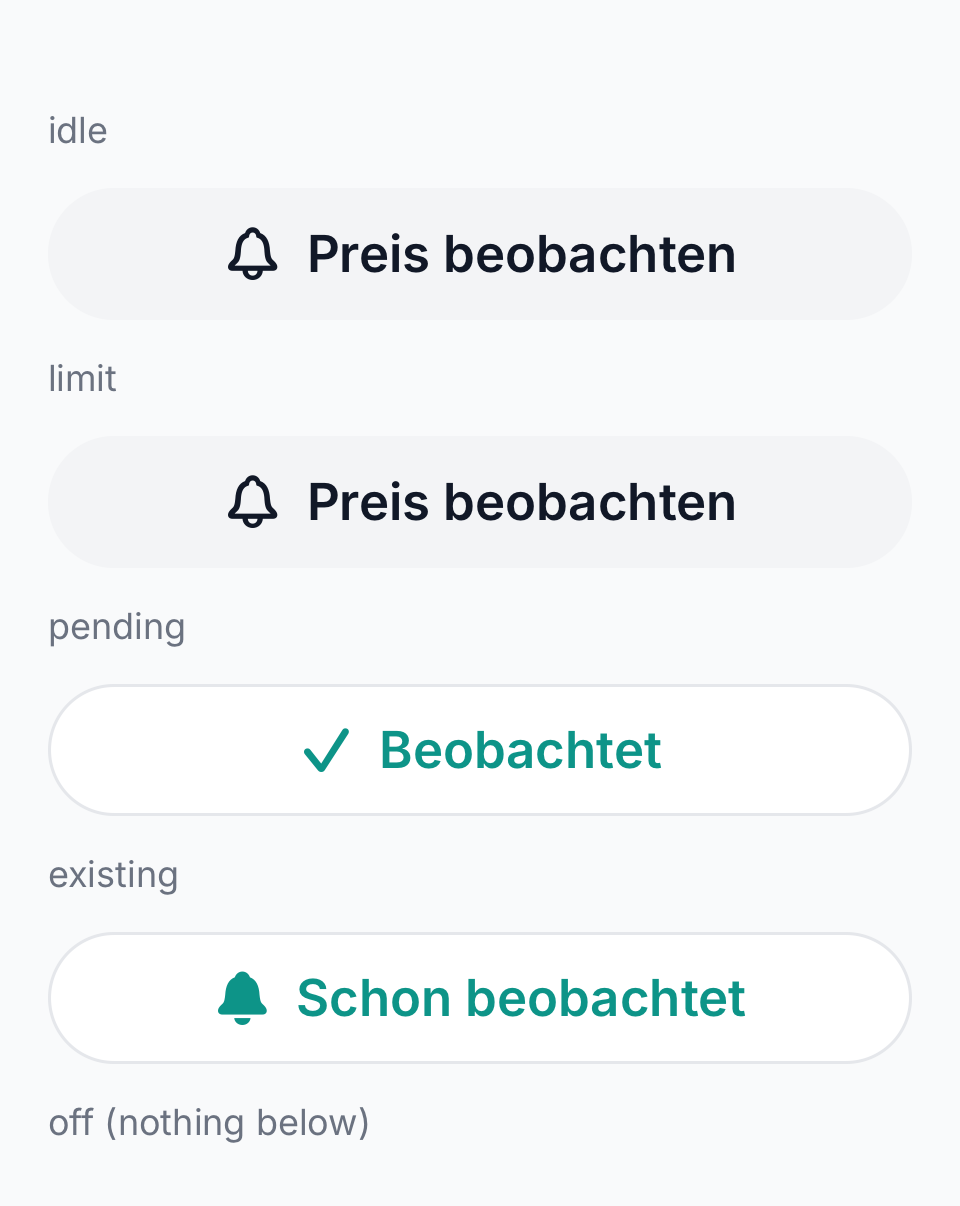 idle
Preis beobachten
limit
Preis beobachten
pending
Beobachtet
existing
Schon beobachtet
off (nothing below)